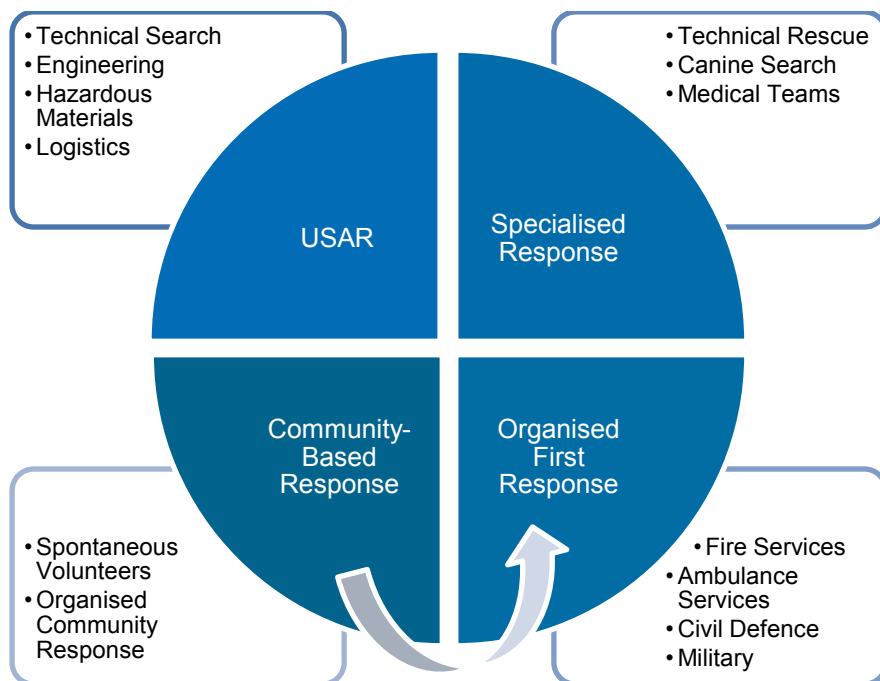 • Technical Search
• Engineering
• Hazardous
Materials
• Logistics
• Technical Rescue
• Canine Search
• Medical Teams
USAR
Specialised
Response
Community-
Based
Response
Organised
First
Response
• Spontaneous
Volunteers
• Organised
Community
Response
• Fire Services
• Ambulance
Services
• Civil Defence
• Military